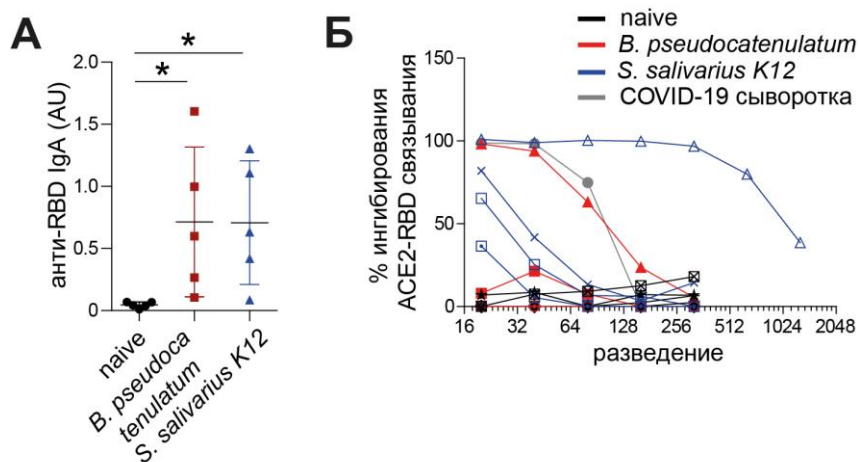 А
*
*
2.0
1.5
1.0
0.5
0
анти-RBD IgA (AU)
naive
B. pseudoca
tenulatum
S. salivarius K12
Б
naive
B. pseudocatenulatum
S. salivarius K12
COVID-19 сыворотка
150
100
50
0
% ингибирования
ACE2-RBD связывания
16 32 64 128 256 512 1024 2048
разведение